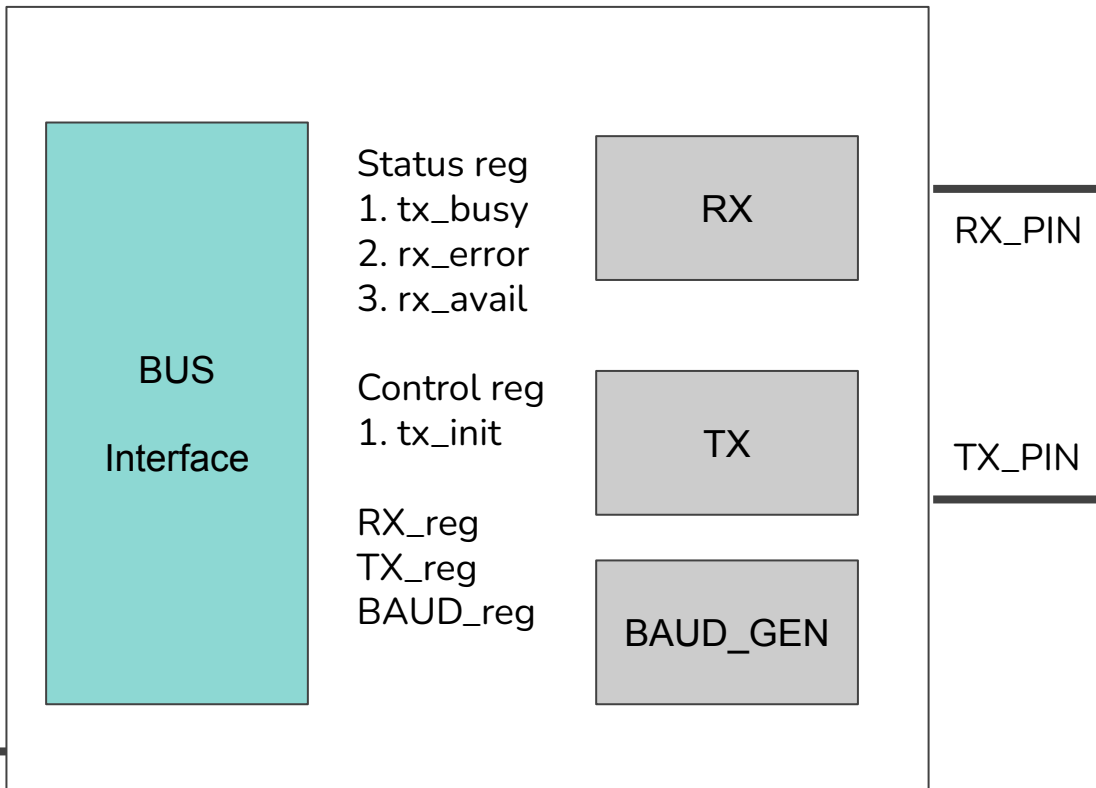 BUS
Interface
Status reg
1. tx_busy
2. rx_error
3. rx_avail
Control reg
1. tx_init
RX_reg
TX_reg
BAUD_reg
RX
TX
BAUD_GEN
RX_PIN
TX_PIN